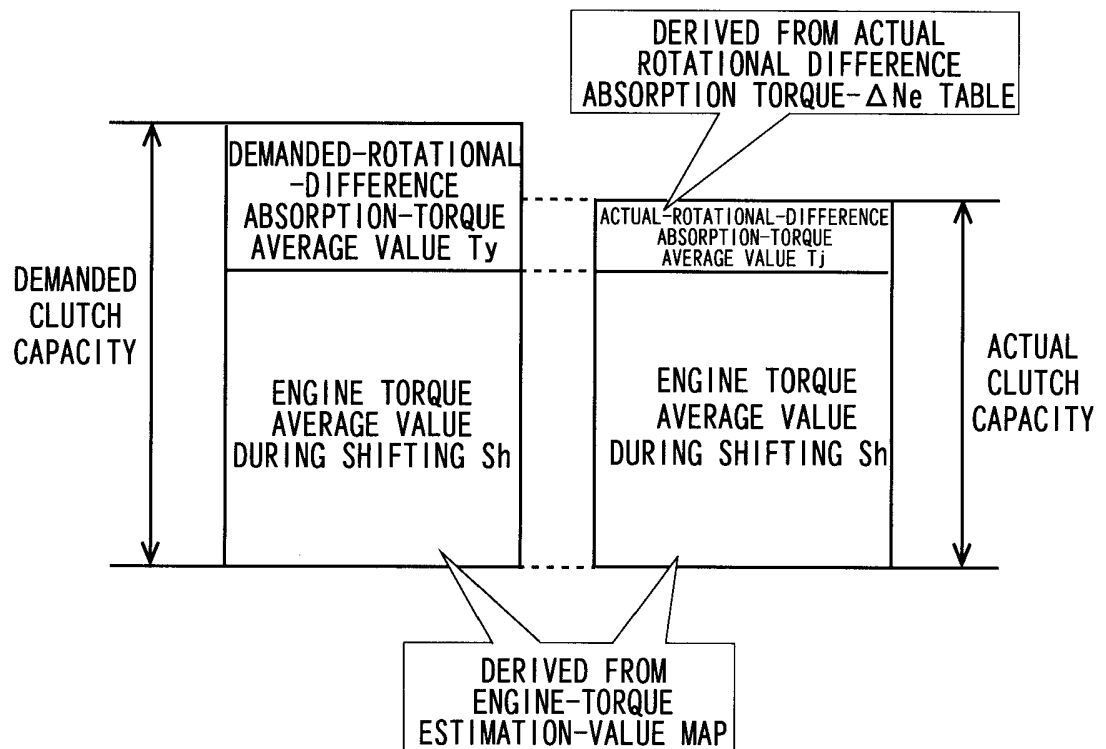 DERIVED FROM ACTUAL
ROTATIONAL DIFFERENCE
ABSORPTION TORQUE-ΔNe TABLE
DEMANDED-ROTATIONAL
-DIFFERENCE
ABSORPTION-TORQUE
AVERAGE VALUE Ty
ACTUAL-ROTATIONAL-DIFFERENCE
ABSORPTION-TORQUE
AVERAGE VALUE Tj
DEMANDED
CLUTCH
CAPACITY
ENGINE TORQUE
AVERAGE VALUE
DURING SHIFTING Sh
ENGINE TORQUE
AVERAGE VALUE
DURING SHIFTING Sh
ACTUAL
CLUTCH
CAPACITY
DERIVED FROM
ENGINE-TORQUE
ESTIMATION-VALUE MAP